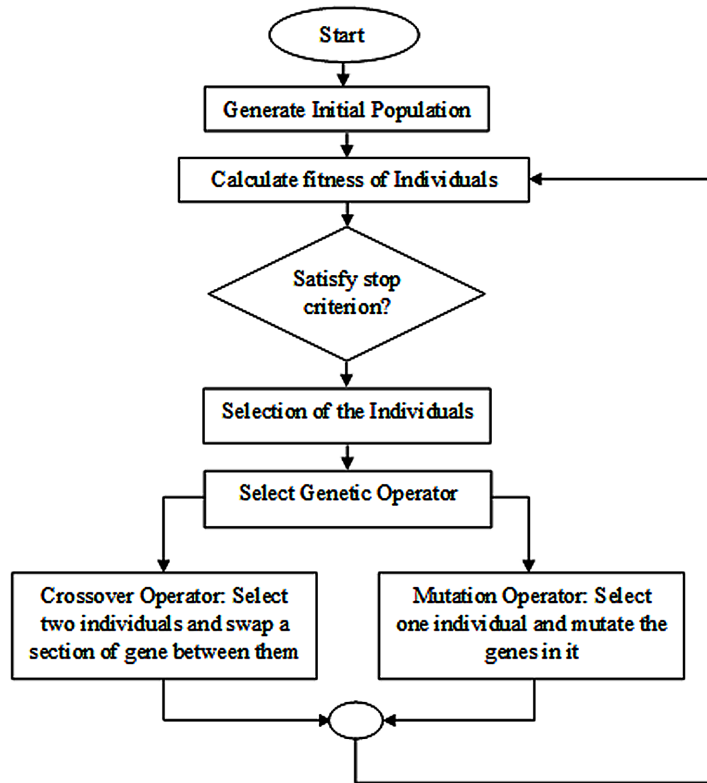 Start
Generate Initial Population
Calculate fitness of Individuals
Satisfy stop
criterion?
Selection of the Individuals
Select Genetic Operator
Crossover Operator: Select
two individuals and swap a
section of gene between them
Mutation Operator: Select
one individual and mutate the
genes in it